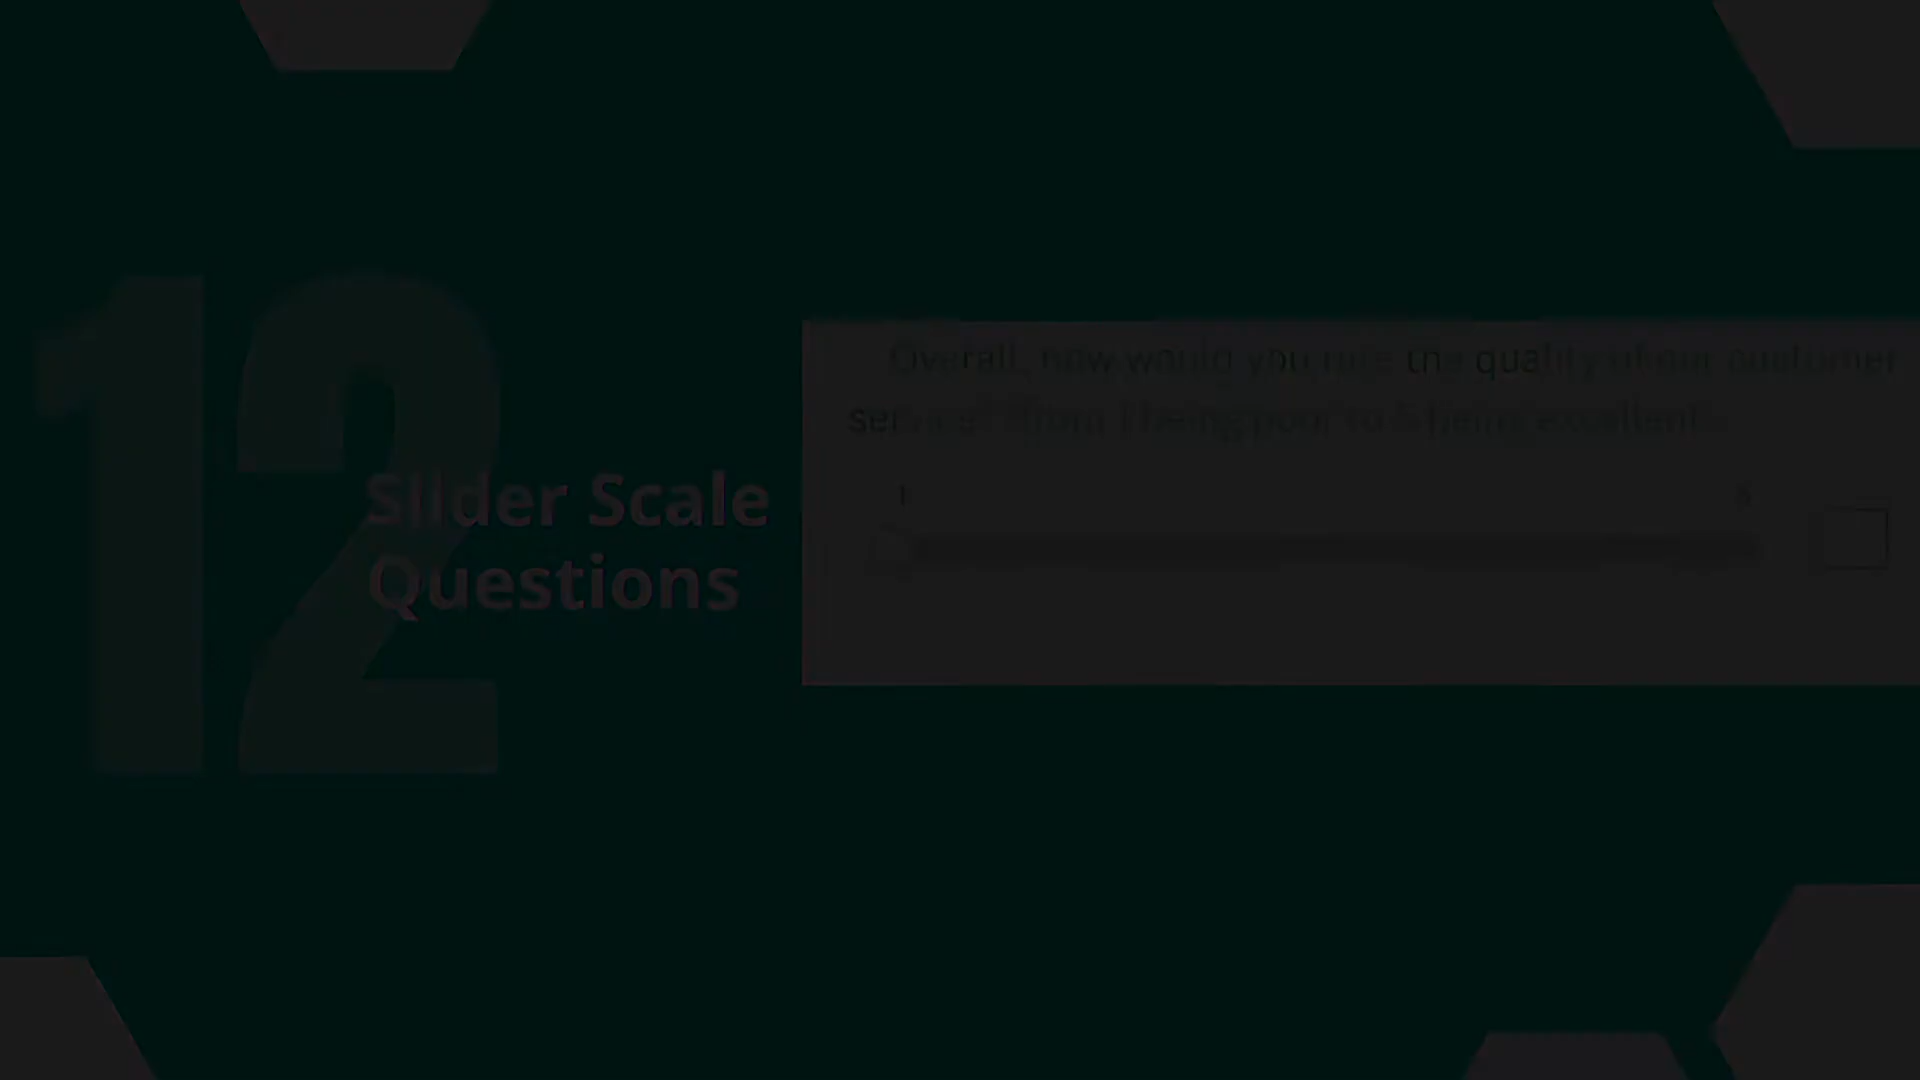 12
Slider Scale
Questions
Overall, how would you rate the quality of our customer
service? (from 1 being poor to 5 being excellent)
1 5